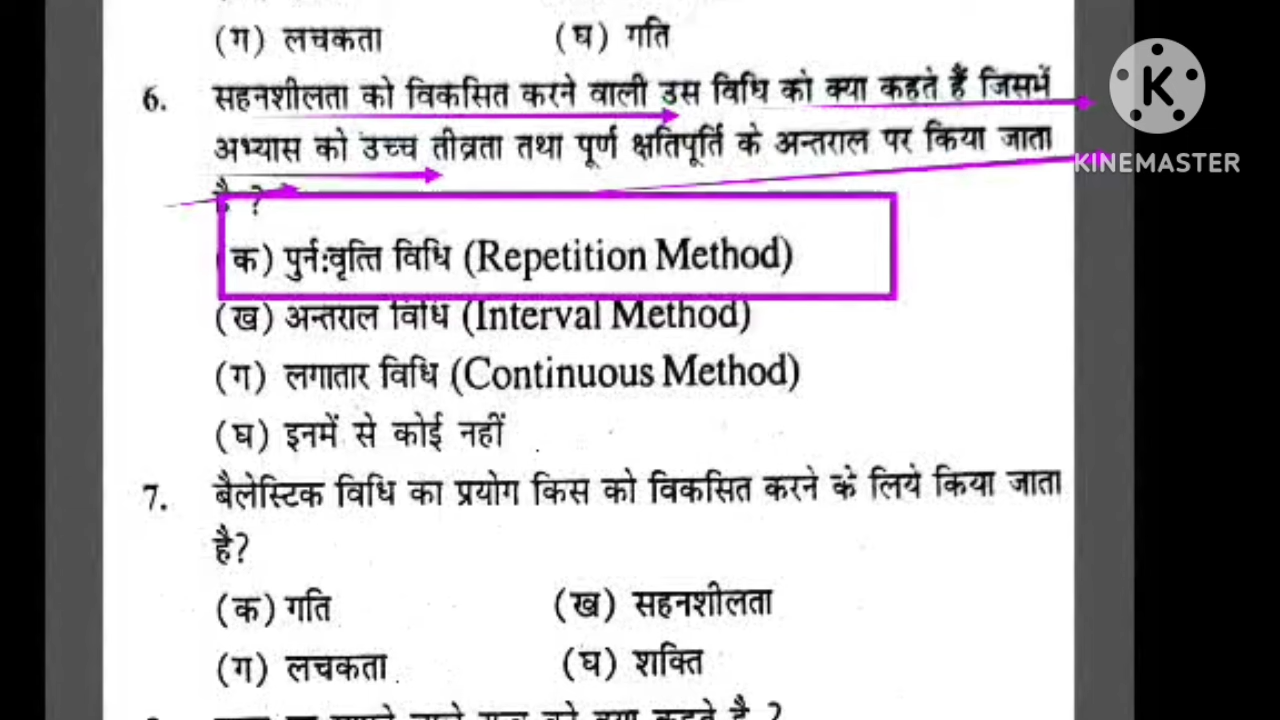 (ग) लचकता (घ) गति
6. सहनशीलता को विकसित करने वाली उस विधि को क्या कहते हैं जिसमें
अभ्यास को उच्च तीव्रता तथा पूर्ण क्षतिपूर्ति के अन्तराल पर किया जाता
है ?
क) पुर्न:वृत्ति विधि (Repetition Method)
(ख) अन्तराल विधि (Interval Method)
(ग) लगातार विधि (Continuous Method)
(घ) इनमें से कोई नहीं
7. बैलेस्टिक विधि का प्रयोग किस को विकसित करने के लिये किया जाता
है?
(क) गति (ख) सहनशीलता
(ग) लचकता (घ) शक्ति
K
KINEMASTER